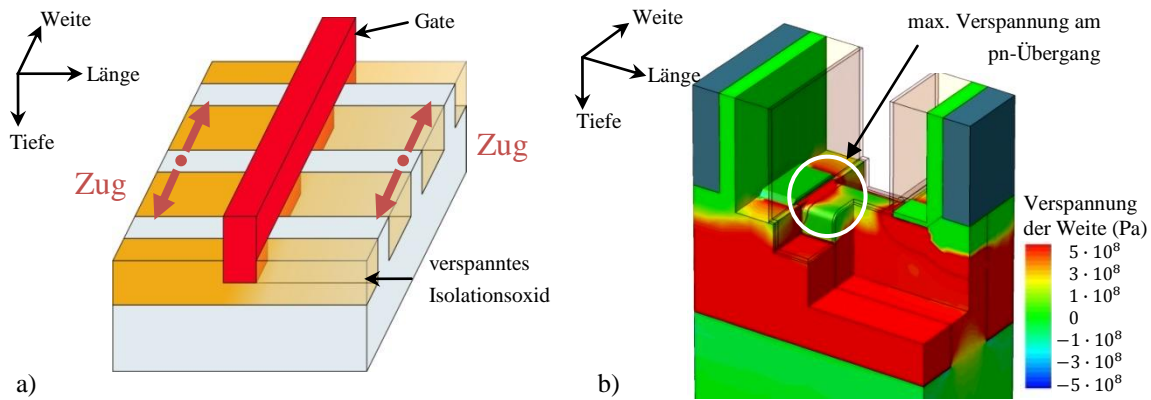 Weite
Länge
Tiefe
Gate
Zug
Zug
verspanntes
Isolationsoxid
a)
Weite
Länge
Tiefe
max. Verspannung am
pn-Übergang
Verspannung
der Weite (Pa)
5 · 10⁸
3 · 10⁸
1 · 10⁸
0
−1 · 10⁸
−3 · 10⁸
−5 · 10⁸
b)